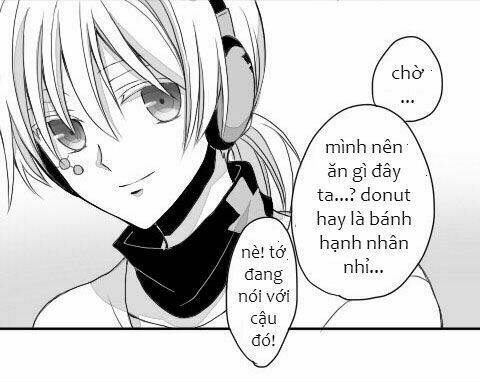 chờ
...
mình nên
ăn gì đây
ta...? donut
hay là bánh
hạnh nhân
nhỉ...
nè! tớ
đang
nói với
cậu
đó!